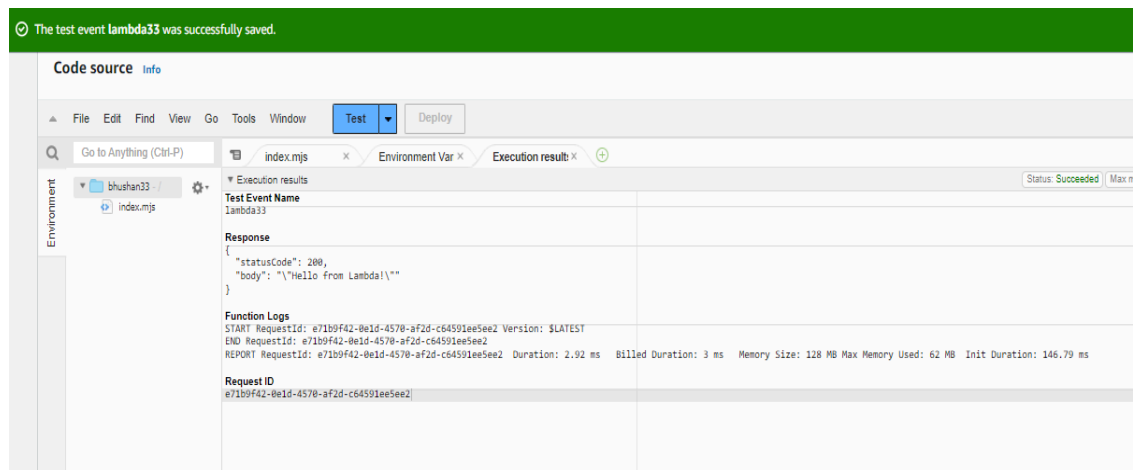 The test event lambda33 was successfully saved.
Code source Info
File Edit Find View Go Tools Window Test Deploy
Go to Anything (Ctrl-P)
index.mjs Environment Var Execution results
Environment
bhushan33 - /
index.mjs
Execution results
Status: Succeeded Max
Test Event Name
lambda33
Response
{
"statusCode": 200,
"body": "\"Hello from Lambda!\""
}
Function Logs
START RequestId: e71b9f42-0e1d-4570-af2d-c64591ee5ee2 Version: $LATEST
END RequestId: e71b9f42-0e1d-4570-af2d-c64591ee5ee2
REPORT RequestId: e71b9f42-0e1d-4570-af2d-c64591ee5ee2 Duration: 2.92 ms Billed Duration: 3 ms Memory Size: 128 MB Max Memory Used: 62 MB Init Duration: 146.79 ms
Request ID
e71b9f42-0e1d-4570-af2d-c64591ee5ee2